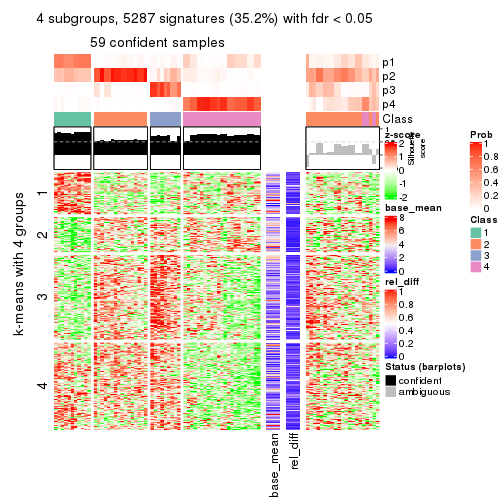 4 subgroups, 5287 signatures (35.2%) with fdr < 0.05
59 confident samples
p1
p2
p3
p4
Class
1
Silhouette
score
z-score
2
1
0
-1
-2
base_mean
8
6
4
2
0
rel_diff
1
0.8
0.6
0.4
0.2
0
Status (barplots)
confident
ambiguous
Prob
1
0.8
0.6
0.4
0.2
0
Class
1
2
3
4
k-means with 4 groups
1
2
3
4
base_mean
rel_diff